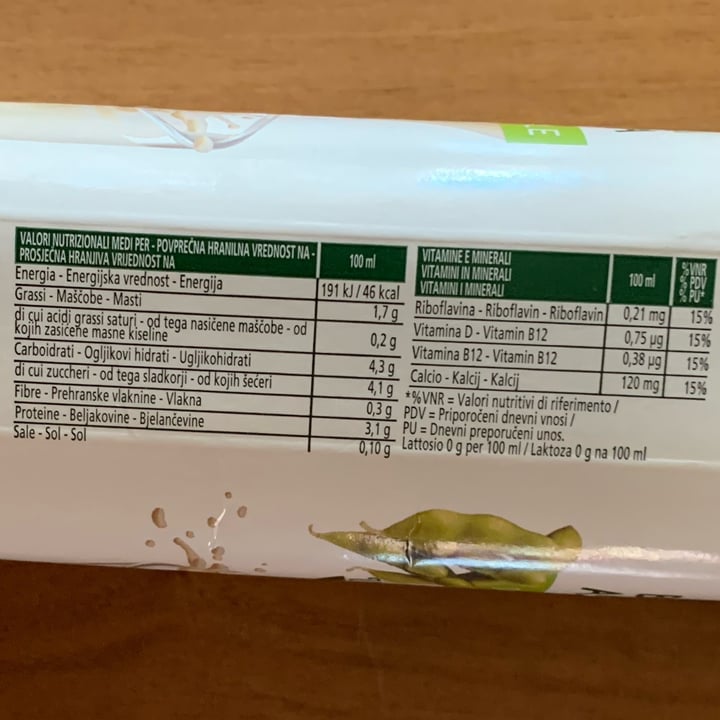 VALORI NUTRIZIONALI MEDI PER - POVPREČNA HRANILNA VREDNOST NA - PROSJEČNA HRANJIVA VRIJEDNOST NA 100 ml
Energia - Energijska vrednost - Energija 191 kJ / 46 kcal
Grassi - Maščobe - Masti 1,7 g
di cui acidi grassi saturi - od tega nasičene maščobe - od kojih zasićene masne kiseline 0,2 g
Carboidrati - Ogljikovi hidrati - Ugljikohidrati 4,3 g
di cui zuccheri - od tega sladkorji - od kojih šećeri 4,1 g
Fibre - Prehranske vlaknine - Vlakna 0,3 g
Proteine - Beljakovine - Bjelančevine 3,1 g
Sale - Sol - Sol 0,10 g
VITAMINE E MINERALI
VITAMINI IN MINERALI
VITAMINI I MINERALI
100 ml
%VNR
% PDV
% PU*
Riboflavina - Riboflavin - Riboflavin 0,21 mg 15%
Vitamina D - Vitamin B12 0,75 µg 15%
Vitamina B12 - Vitamin B12 0,38 µg 15%
Calcio - Kalcij - Kalcij 120 mg 15%
*%VNR = Valori nutritivi di riferimento /
PDV = Priporočeni dnevni vnosi /
PU = Dnevni preporučeni unos.
Lattosio 0 g per 100 ml / Laktoza 0 g na 100 ml